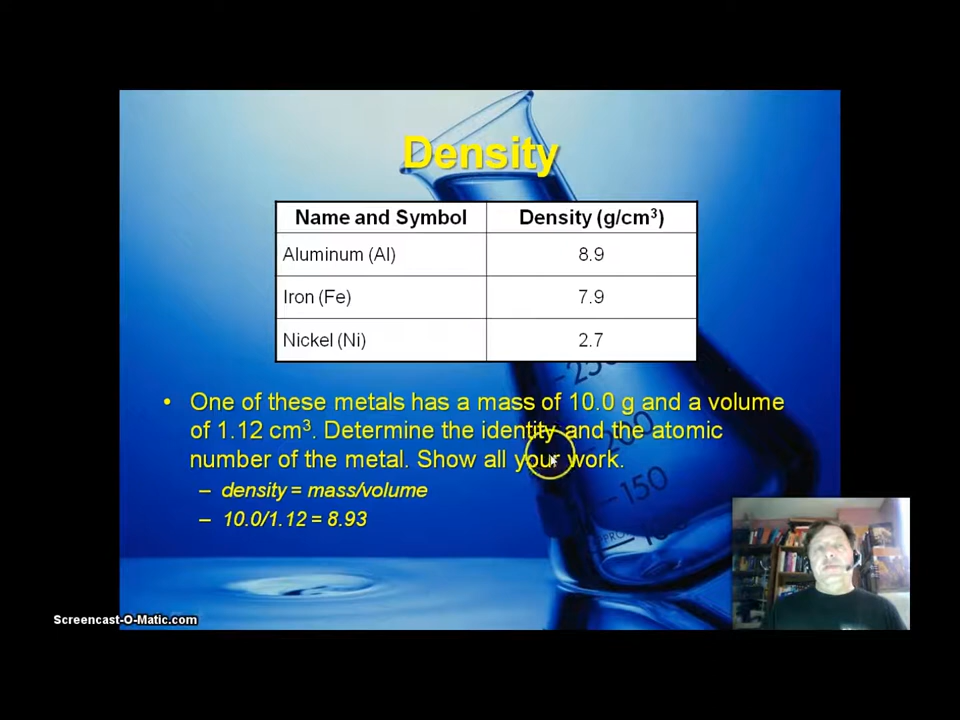 Density
Name and Symbol Density (g/cm³)
Aluminum (Al) 8.9
Iron (Fe) 7.9
Nickel (Ni) 2.7
• One of these metals has a mass of 10.0 g and a volume
of 1.12 cm³. Determine the identity and the atomic
number of the metal. Show all your work.
– density = mass/volume
– 10.0/1.12 = 8.93
250
200
150
Screencast-O-Matic.com